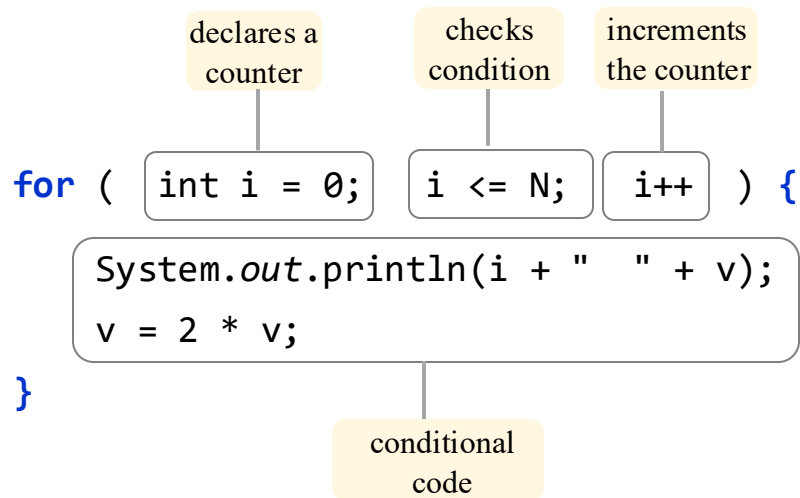 declares a
counter
checks
condition
increments
the counter
for ( int i = 0; i <= N; i++ ) {
System.out.println(i + "  " + v);
v = 2 * v;
}
conditional
code